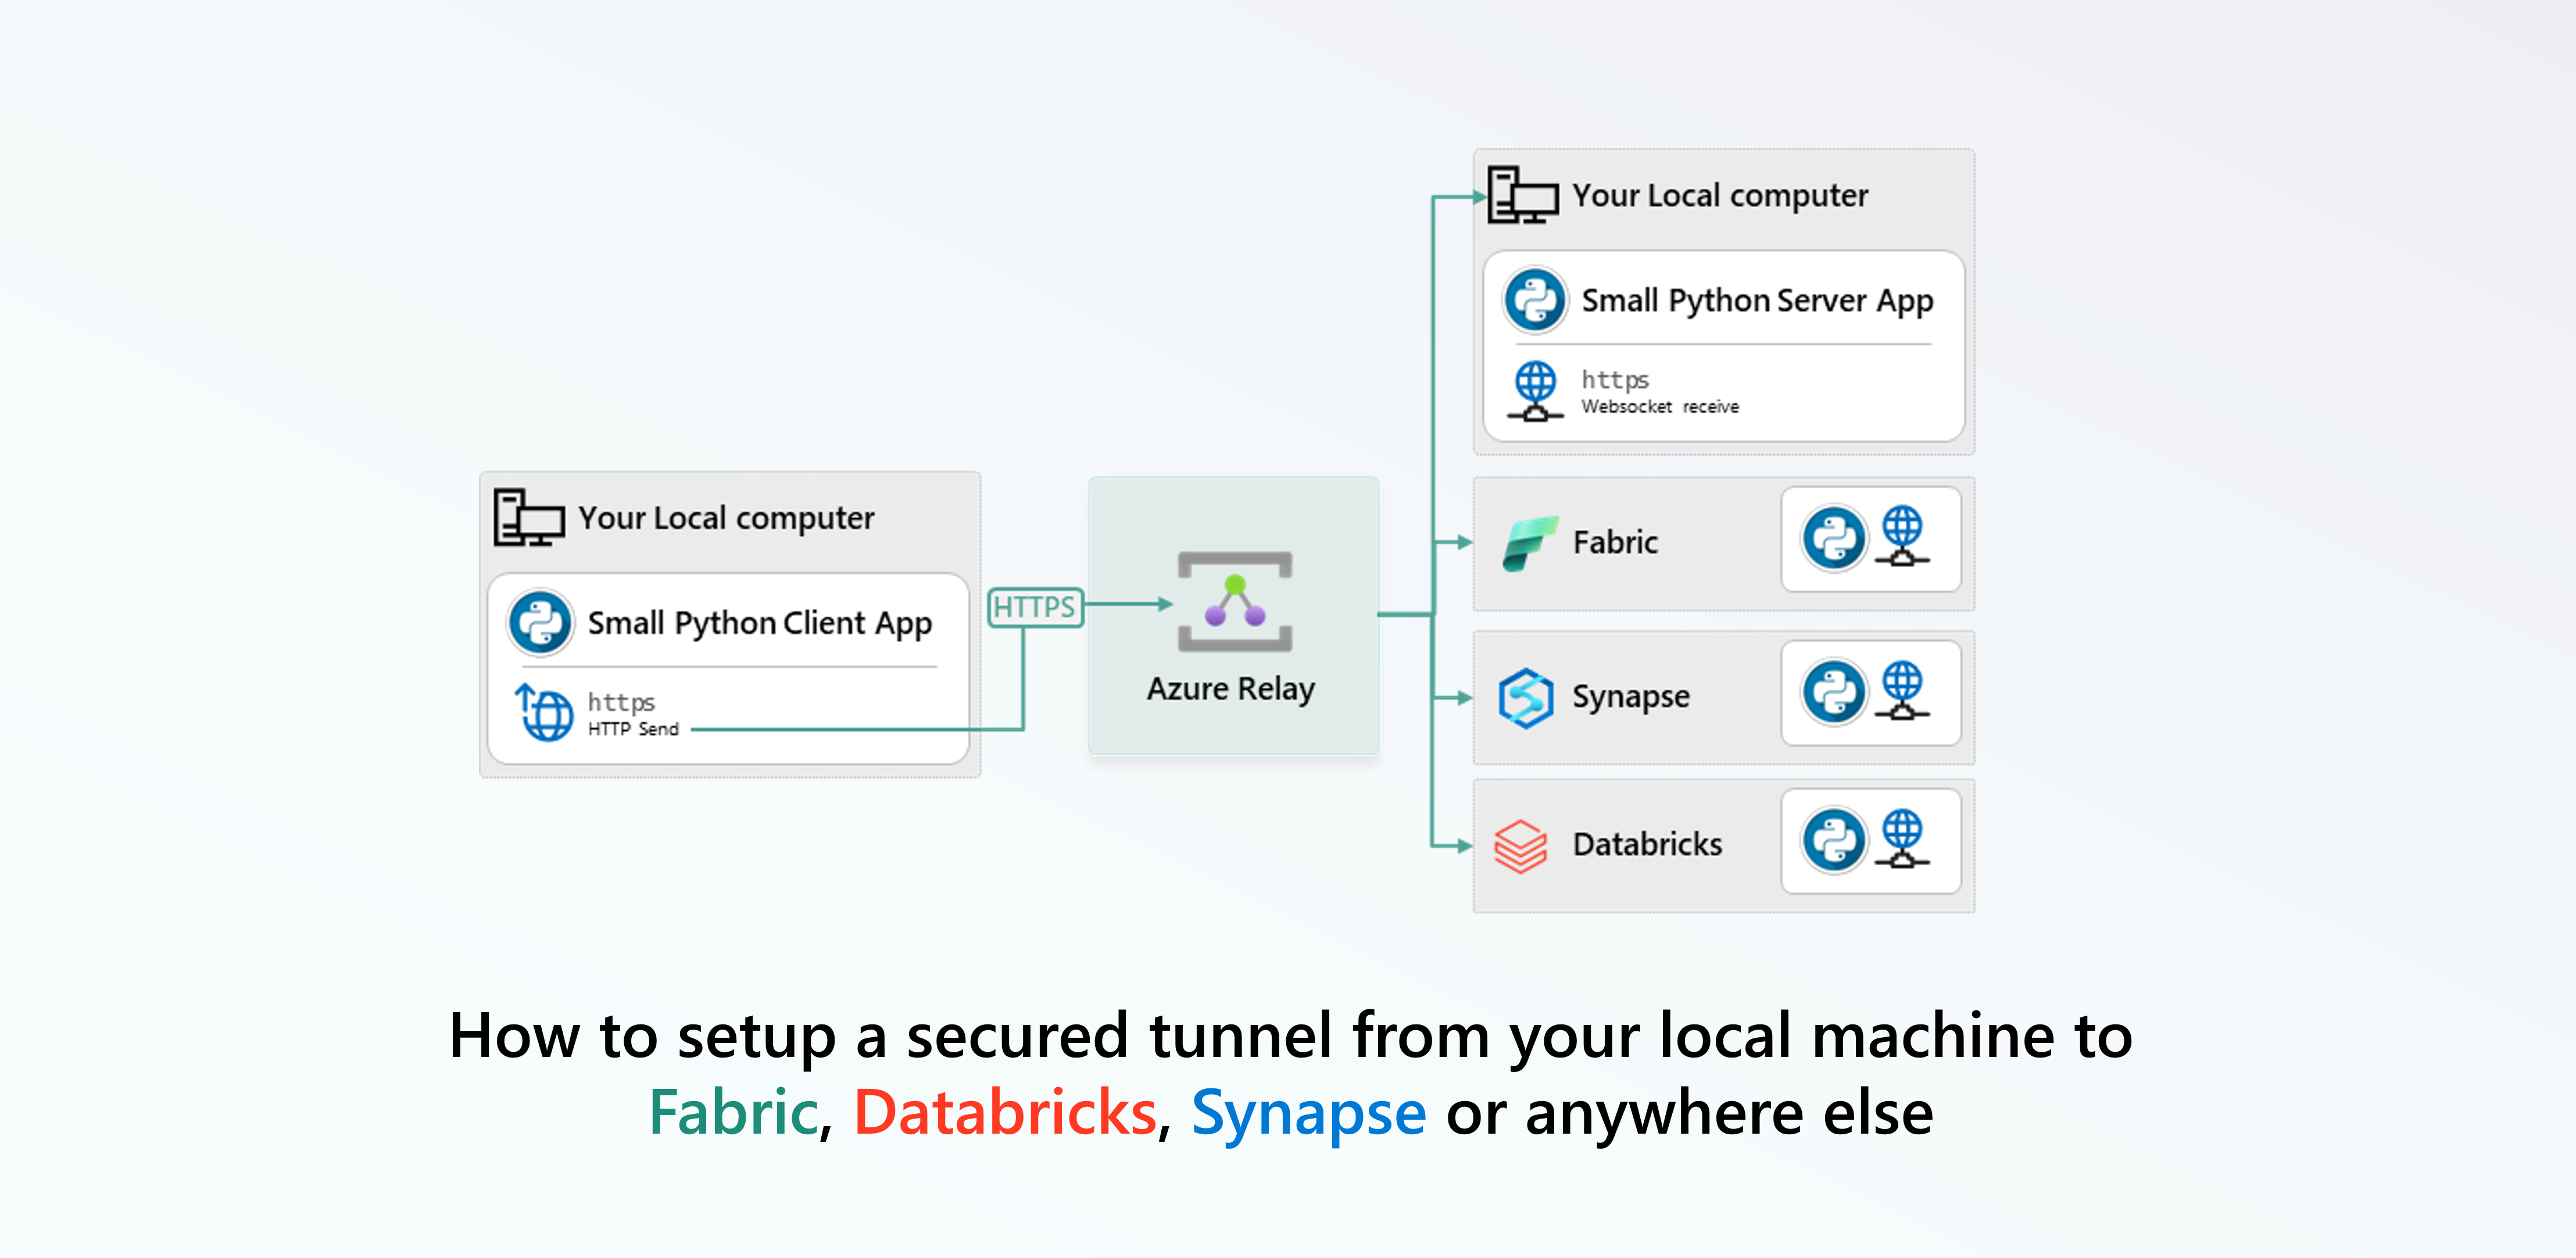 Your Local computer
Small Python Client App
https
HTTP Send
HTTPS
Azure Relay
Your Local computer
Small Python Server App
https
Websocket receive
Fabric
Synapse
Databricks
How to setup a secured tunnel from your local machine to
Fabric, Databricks, Synapse or anywhere else